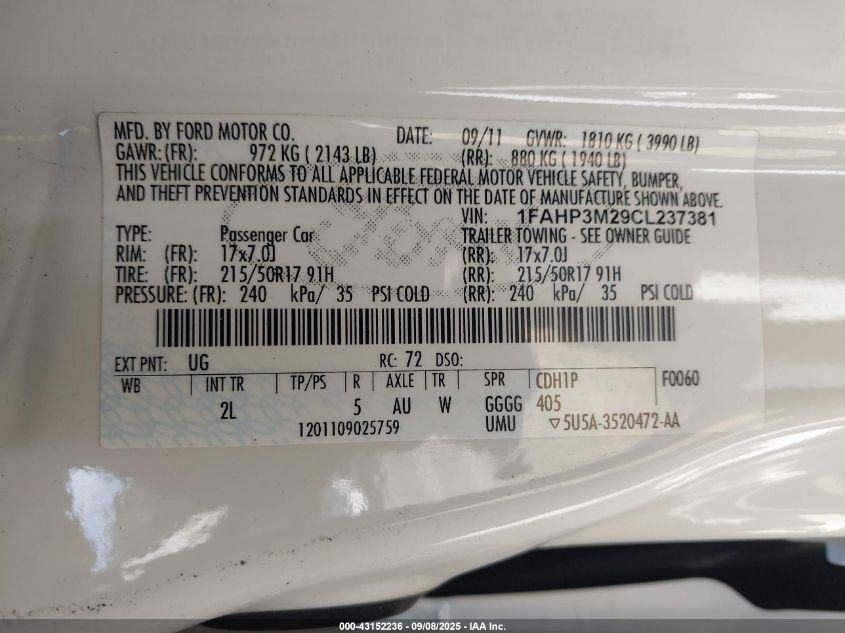 MFD. BY FORD MOTOR CO. DATE: 09/11 GVWR: 1810 KG ( 3990 LB)
GAWR:(FR): 972 KG ( 2143 LB) (RR): 880 KG ( 1940 LB)
THIS VEHICLE CONFORMS TO ALL APPLICABLE FEDERAL MOTOR VEHICLE SAFETY, BUMPER,
AND THEFT PREVENTION STANDARDS IN EFFECT ON THE DATE OF MANUFACTURE SHOWN ABOVE.
VIN: 1FAHP3M29CL237381
TYPE: Passenger Car TRAILER TOWING - SEE OWNER GUIDE
RIM: (FR): 17x7.0J (RR): 17x7.0J
TIRE: (FR): 215/50R17 91H (RR): 215/50R17 91H
PRESSURE:(FR): 240 kPa/ 35 PSI COLD (RR): 240 kPa/ 35 PSI COLD
EXT PNT: UG RC: 72 DSO:
WB INT TR TP/PS R AXLE TR SPR CDH1P F0060
2L 5 AU W GGGG 405
1201109025759 UMU ▽5U5A-3520472-AA
Ford
000-43152236 - 09/08/2025 - IAA Inc.